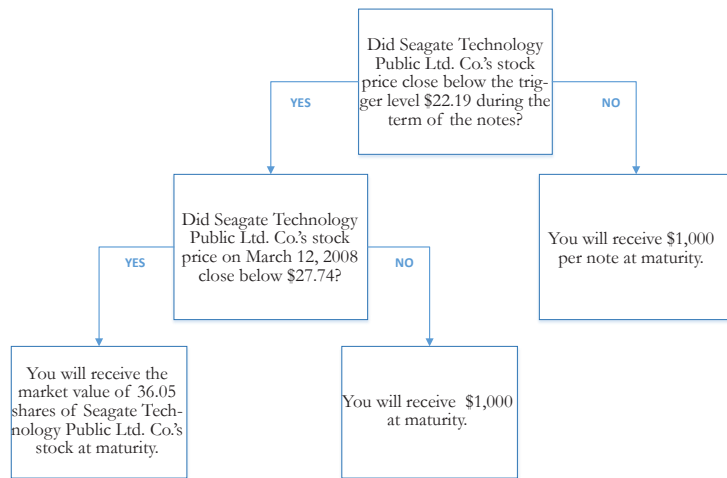 Did Seagate Technology
Public Ltd. Co.'s stock
price close below the trig-
ger level $22.19 during the
term of the notes?
YES
NO
Did Seagate Technology
Public Ltd. Co.'s stock
price on March 12, 2008
close below $27.74?
You will receive $1,000
per note at maturity.
YES
NO
You will receive the
market value of 36.05
shares of Seagate Tech-
nology Public Ltd. Co.'s
stock at maturity.
You will receive $1,000
at maturity.